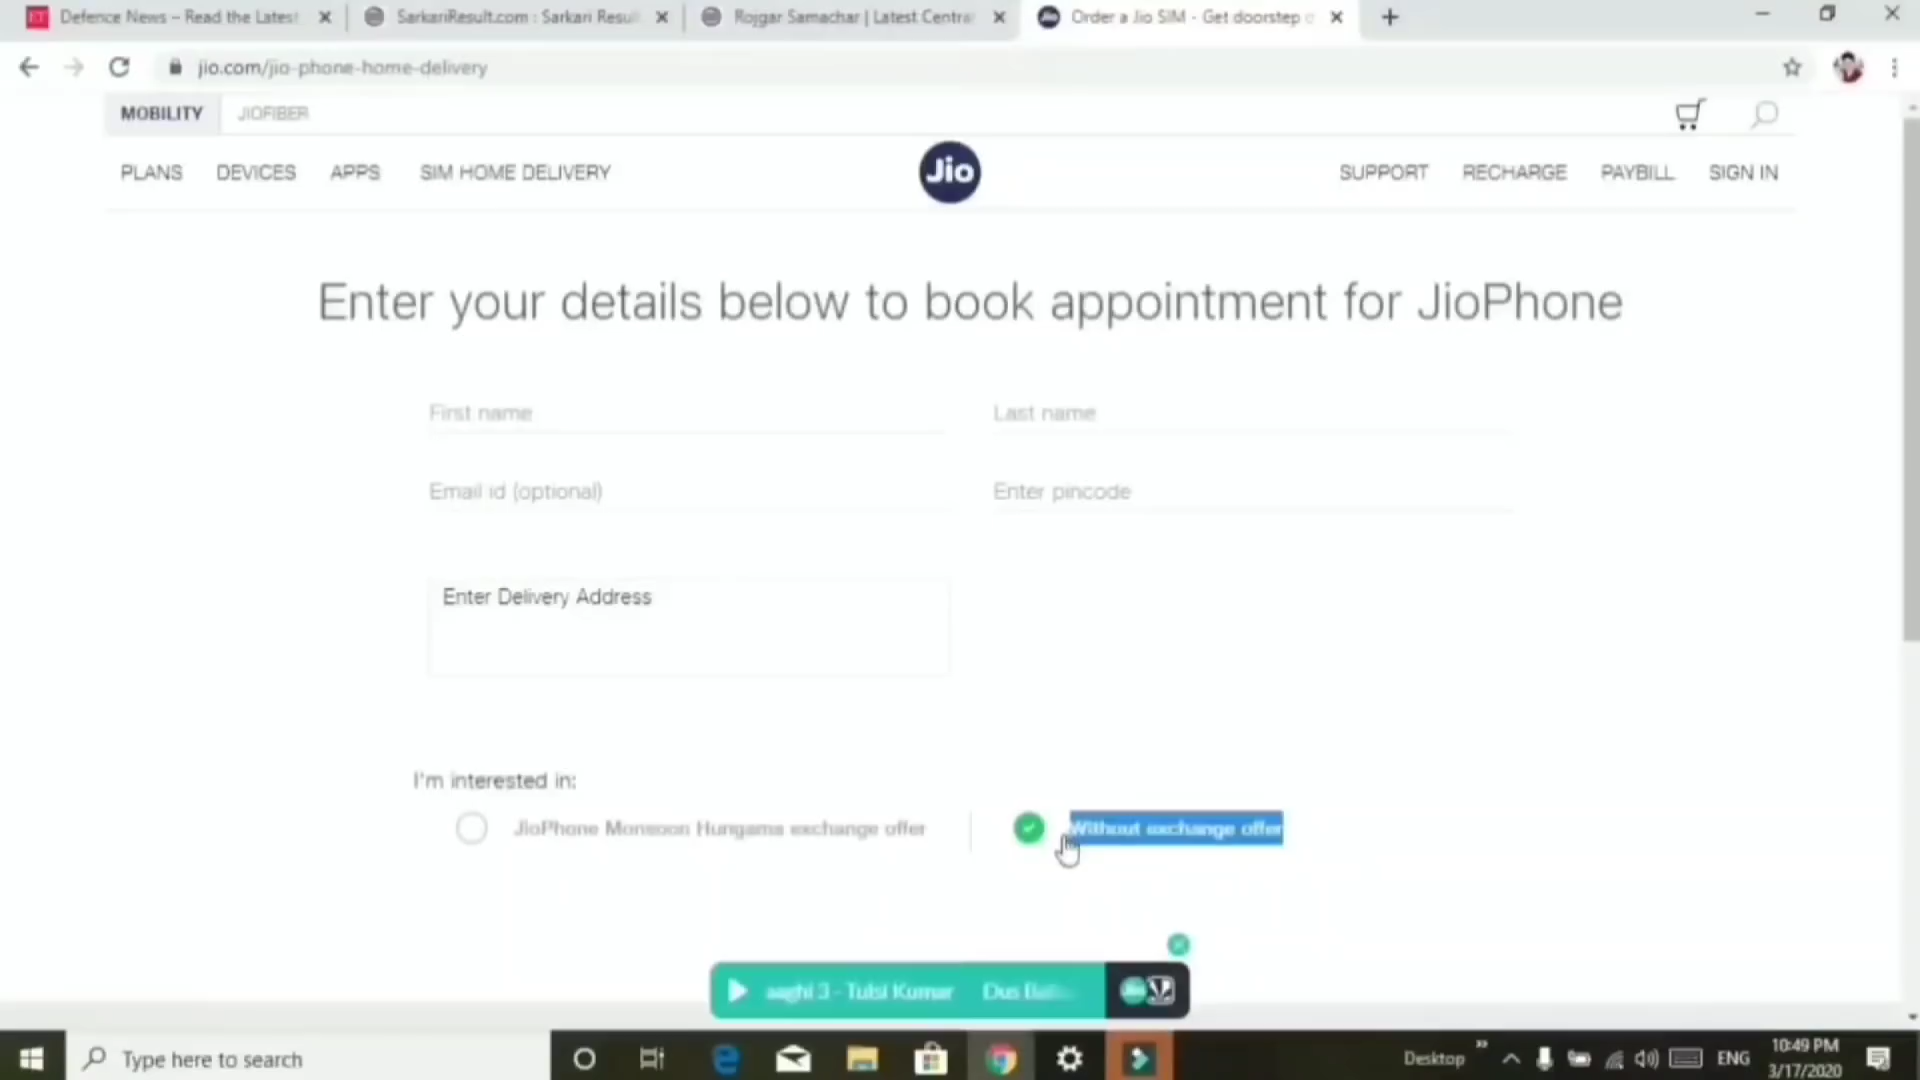 Defence News – Read the Latest
SarkariResult.com : Sarkari Resul
Rojgar Samachar | Latest Centra
Order a Jio SIM - Get doorstep
jio.com/jio-phone-home-delivery
MOBILITY
JIOFIBER
PLANS
DEVICES
APPS
SIM HOME DELIVERY
Jio
SUPPORT
RECHARGE
PAYBILL
SIGN IN
Enter your details below to book appointment for JioPhone
First name
Last name
Email id (optional)
Enter pincode
Enter Delivery Address
I'm interested in:
JioPhone Monsoon Hungama exchange offer
Without exchange offer
aaghi 3 - Tulsi Kumar Dus
Type here to search
Desktop
ENG
10:49 PM
3/17/2020